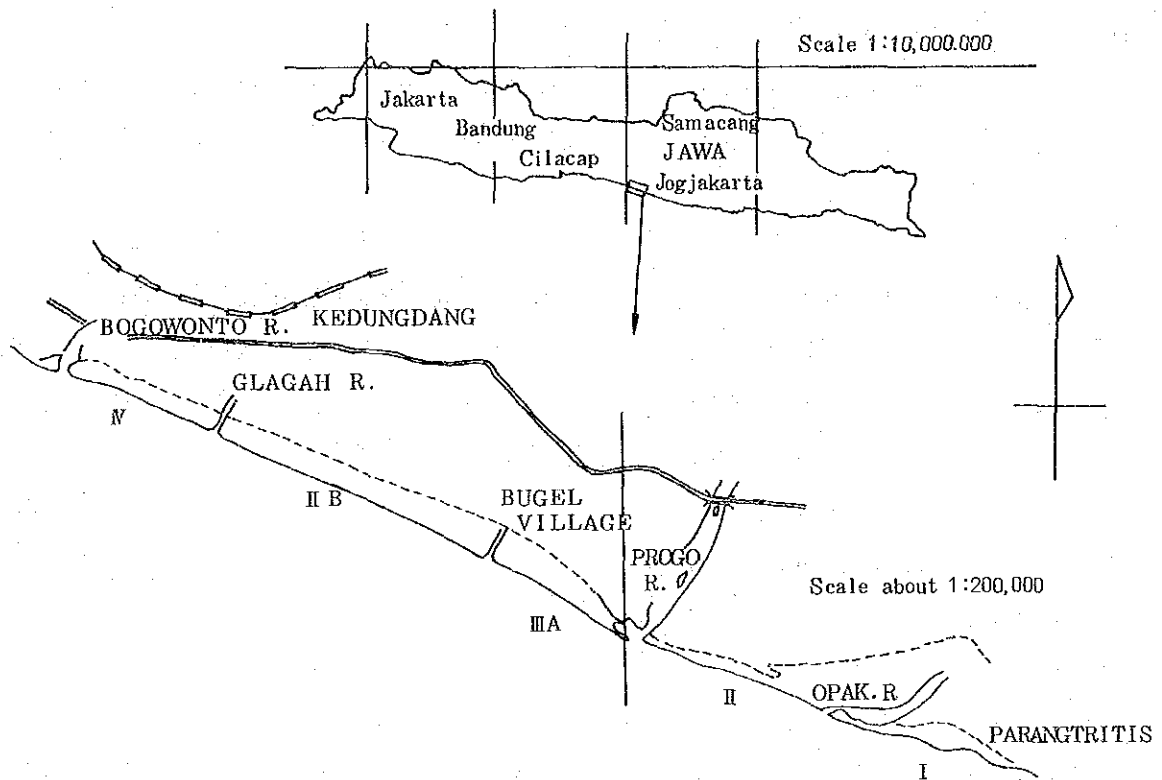 Scale 1:10,000.000
Jakarta
Bandung
Samacang
Cilacap
JAWA
Jogjakarta
BOGOWONTO R.
KEDUNGDANG
GLAGAH R.
Ⅳ
Ⅱ B
BUGEL
VILLAGE
PROGO
R.
Scale about 1:200,000
ⅢA
Ⅱ
OPAK.R
PARANGTRITIS
Ⅰ